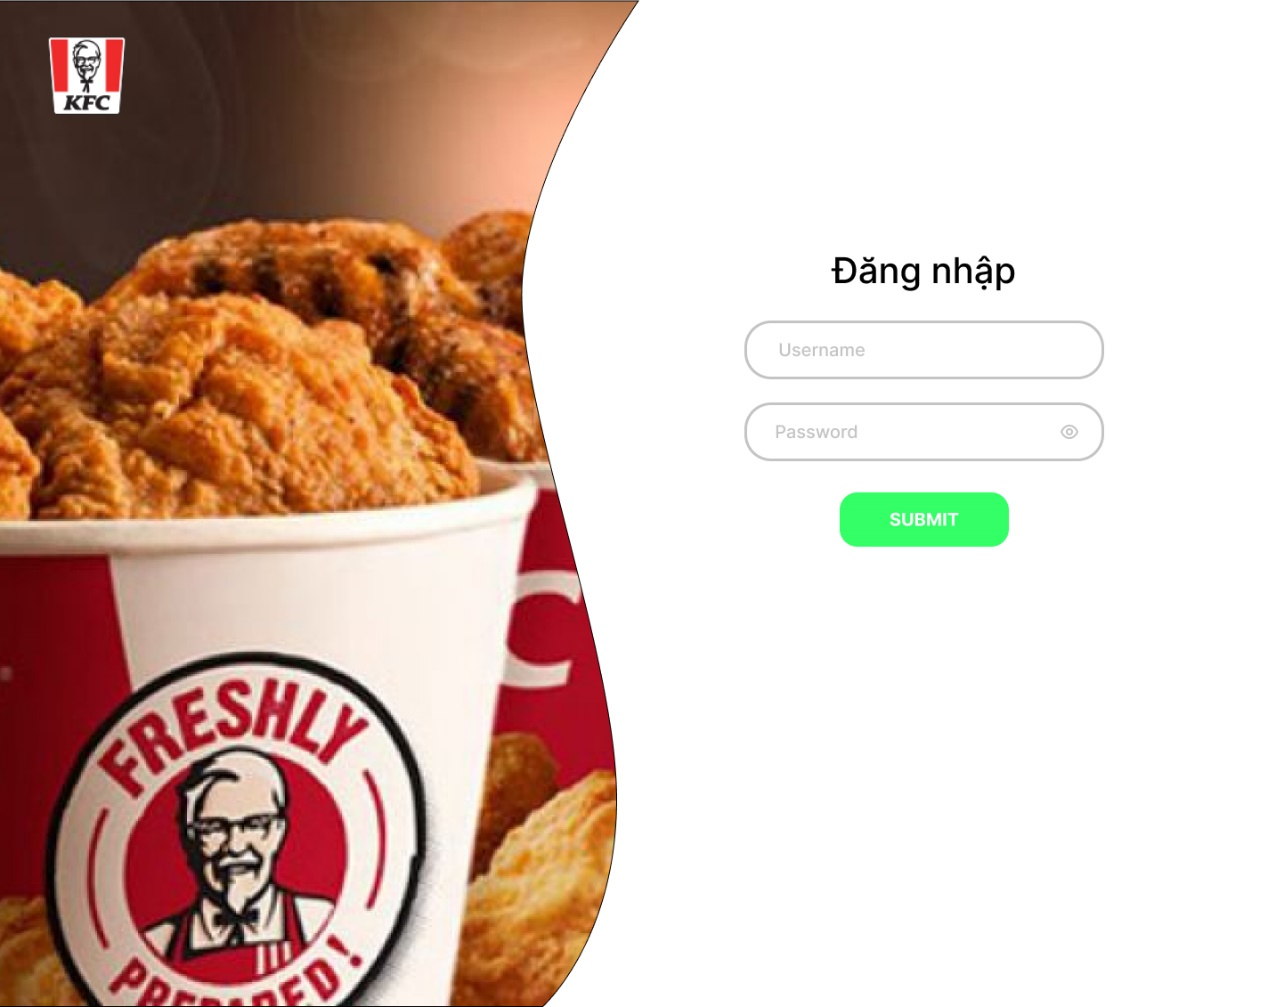 KFC
Đăng nhập
Username
Password
SUBMIT
C
FRESHLY
PREPARED!